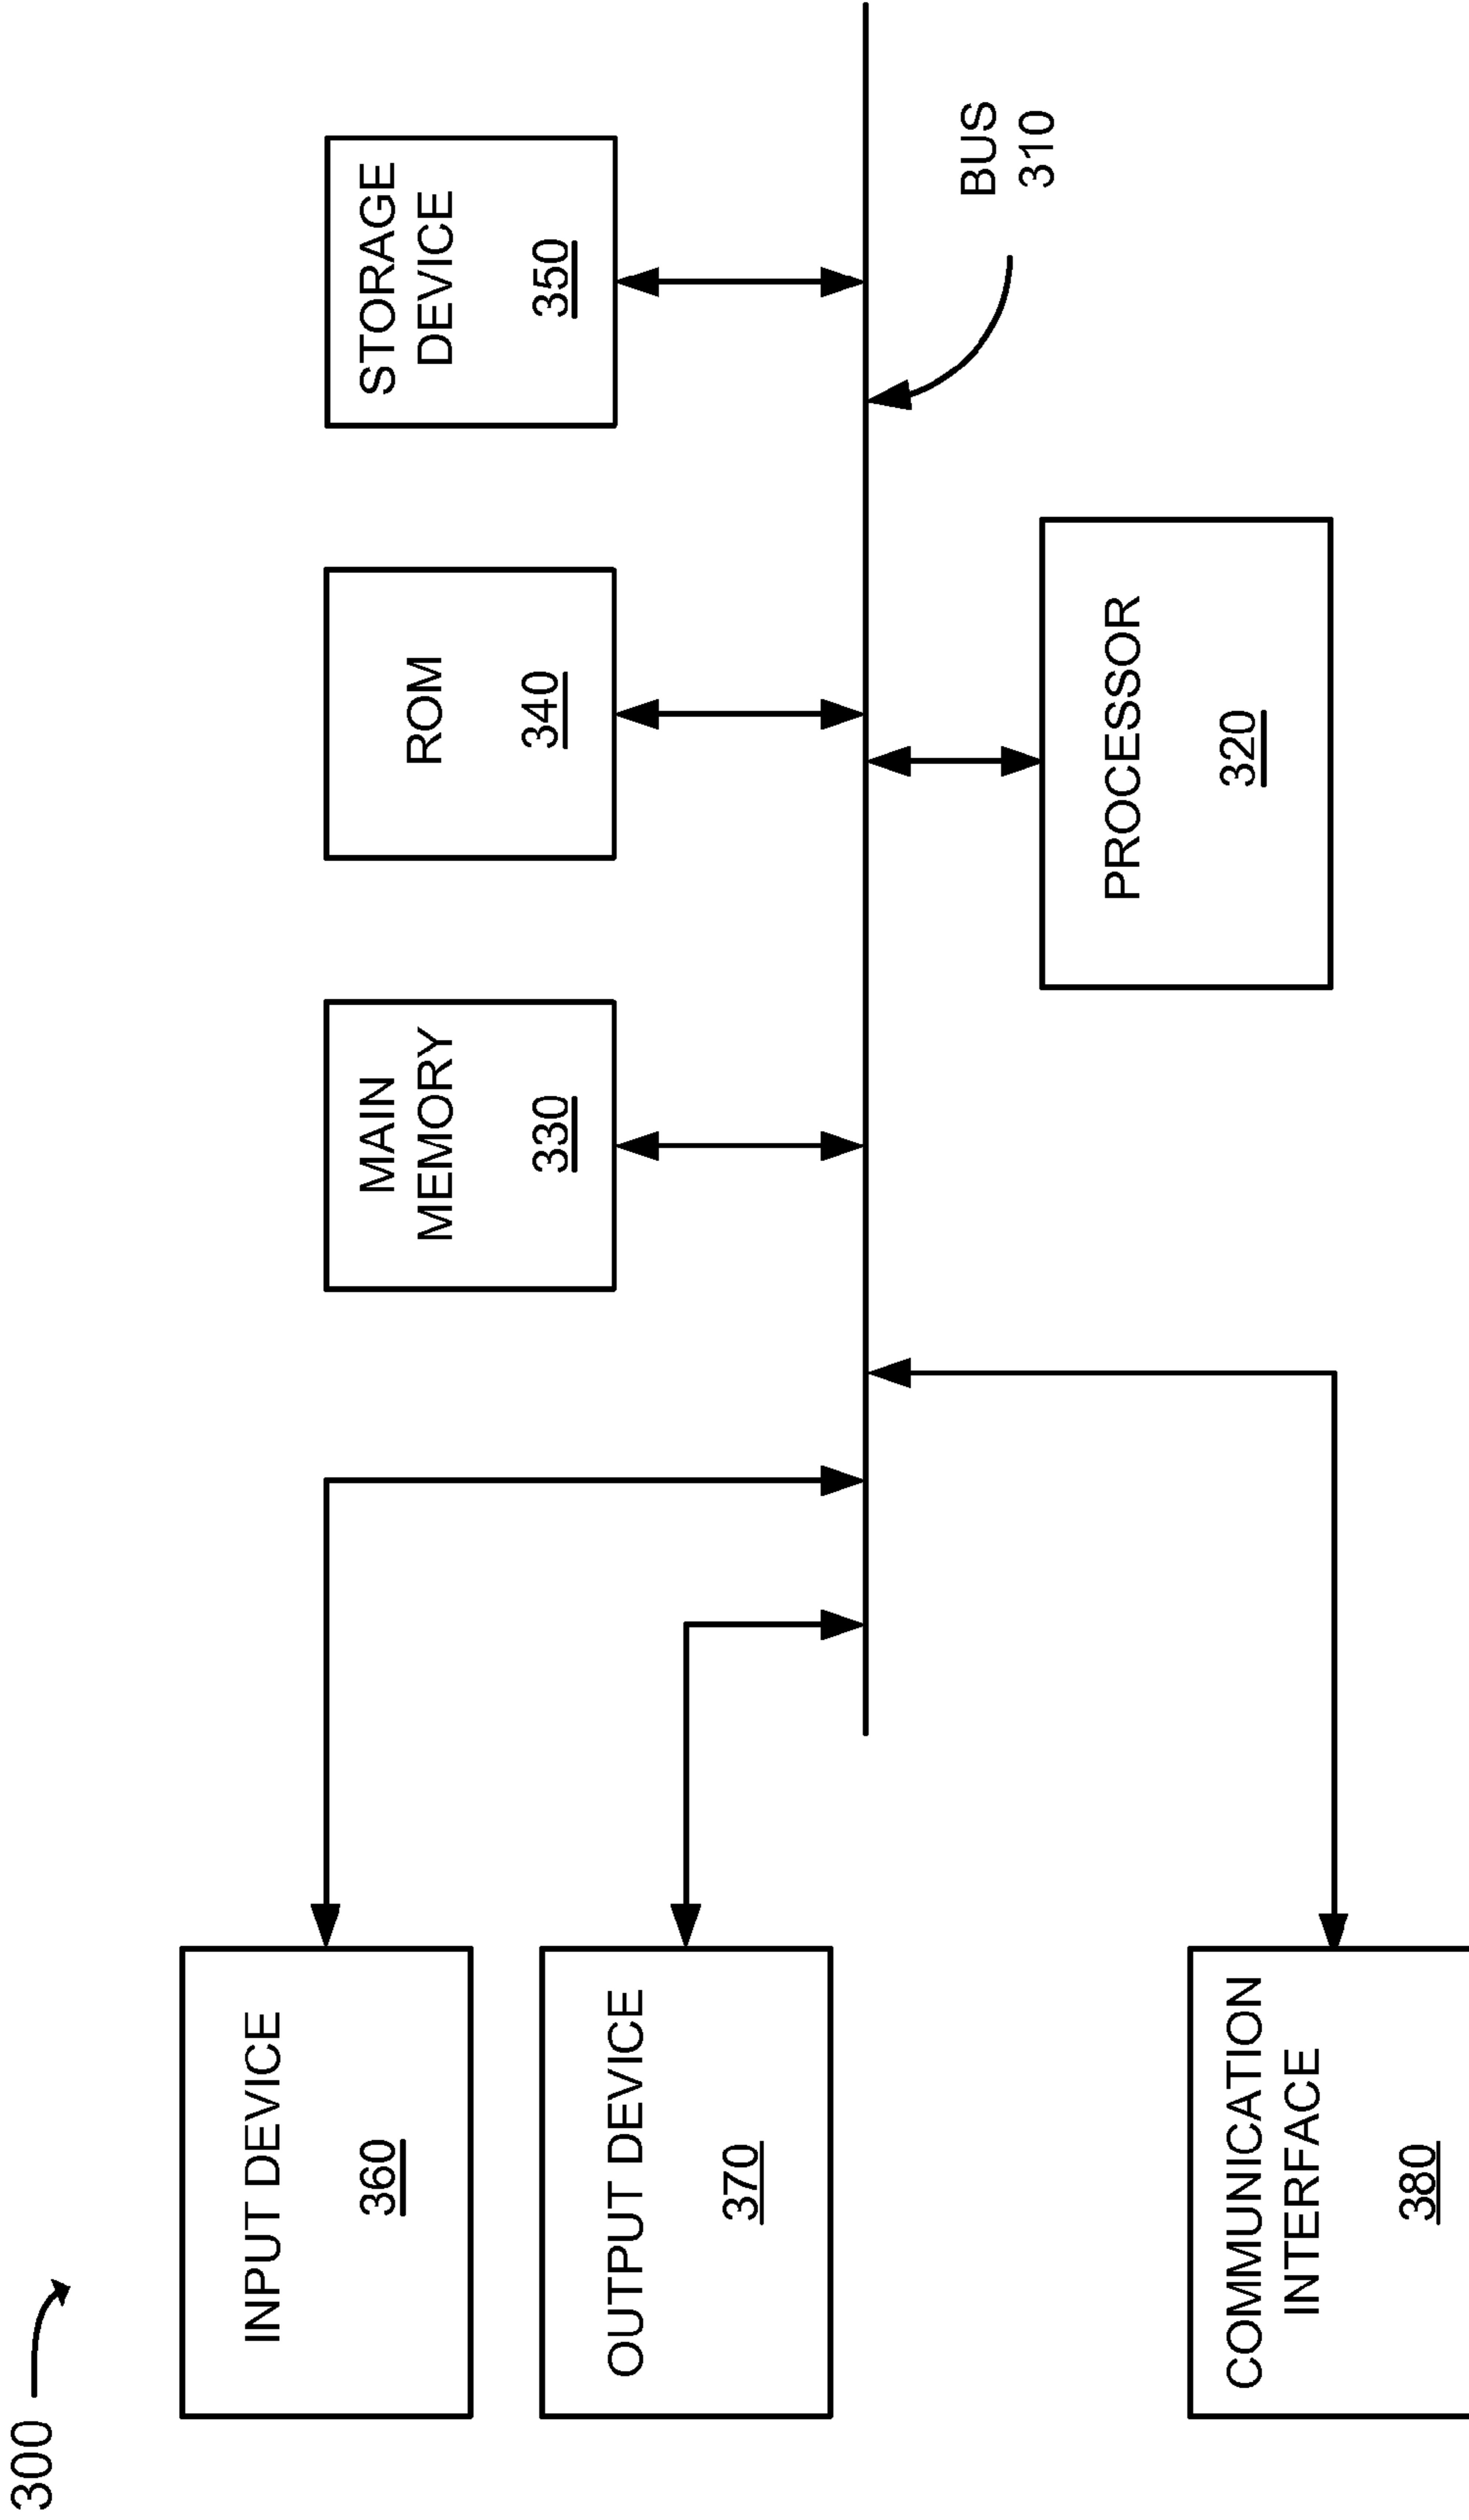 300
INPUT DEVICE
360
MAIN
MEMORY
330
ROM
340
STORAGE
DEVICE
350
OUTPUT DEVICE
370
BUS
310
PROCESSOR
320
COMMUNICATION
INTERFACE
380